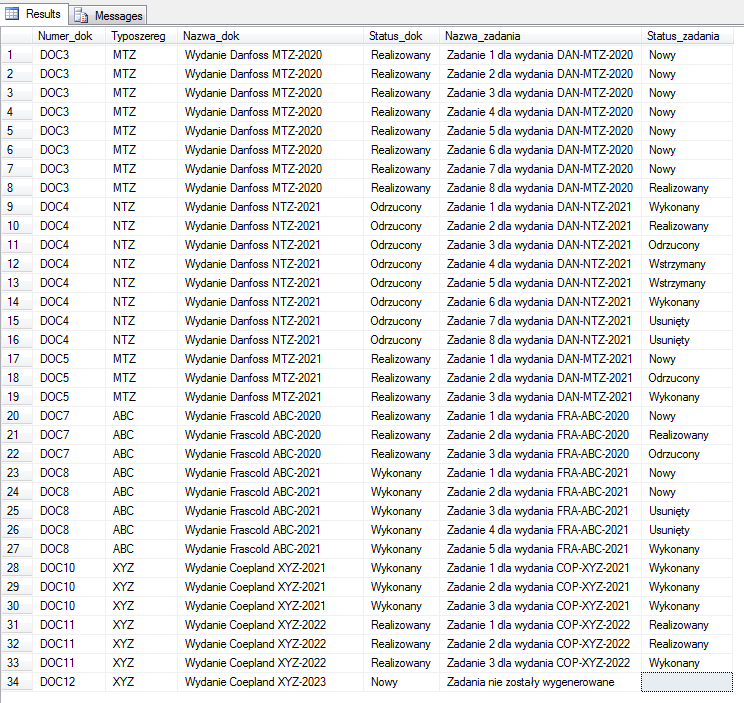 Results Messages
Numer_dok Typoszereg Nazwa_dok Status_dok Nazwa_zadania Status_zadania
1 DOC3 MTZ Wydanie Danfoss MTZ-2020 Realizowany Zadanie 1 dla wydania DAN-MTZ-2020 Nowy
2 DOC3 MTZ Wydanie Danfoss MTZ-2020 Realizowany Zadanie 2 dla wydania DAN-MTZ-2020 Nowy
3 DOC3 MTZ Wydanie Danfoss MTZ-2020 Realizowany Zadanie 3 dla wydania DAN-MTZ-2020 Nowy
4 DOC3 MTZ Wydanie Danfoss MTZ-2020 Realizowany Zadanie 4 dla wydania DAN-MTZ-2020 Nowy
5 DOC3 MTZ Wydanie Danfoss MTZ-2020 Realizowany Zadanie 5 dla wydania DAN-MTZ-2020 Nowy
6 DOC3 MTZ Wydanie Danfoss MTZ-2020 Realizowany Zadanie 6 dla wydania DAN-MTZ-2020 Nowy
7 DOC3 MTZ Wydanie Danfoss MTZ-2020 Realizowany Zadanie 7 dla wydania DAN-MTZ-2020 Nowy
8 DOC3 MTZ Wydanie Danfoss MTZ-2020 Realizowany Zadanie 8 dla wydania DAN-MTZ-2020 Realizowany
9 DOC4 NTZ Wydanie Danfoss NTZ-2021 Odrzucony Zadanie 1 dla wydania DAN-NTZ-2021 Wykonany
10 DOC4 NTZ Wydanie Danfoss NTZ-2021 Odrzucony Zadanie 2 dla wydania DAN-NTZ-2021 Realizowany
11 DOC4 NTZ Wydanie Danfoss NTZ-2021 Odrzucony Zadanie 3 dla wydania DAN-NTZ-2021 Odrzucony
12 DOC4 NTZ Wydanie Danfoss NTZ-2021 Odrzucony Zadanie 4 dla wydania DAN-NTZ-2021 Wstrzymany
13 DOC4 NTZ Wydanie Danfoss NTZ-2021 Odrzucony Zadanie 5 dla wydania DAN-NTZ-2021 Wstrzymany
14 DOC4 NTZ Wydanie Danfoss NTZ-2021 Odrzucony Zadanie 6 dla wydania DAN-NTZ-2021 Wykonany
15 DOC4 NTZ Wydanie Danfoss NTZ-2021 Odrzucony Zadanie 7 dla wydania DAN-NTZ-2021 Usunięty
16 DOC4 NTZ Wydanie Danfoss NTZ-2021 Odrzucony Zadanie 8 dla wydania DAN-NTZ-2021 Usunięty
17 DOC5 MTZ Wydanie Danfoss MTZ-2021 Realizowany Zadanie 1 dla wydania DAN-MTZ-2021 Nowy
18 DOC5 MTZ Wydanie Danfoss MTZ-2021 Realizowany Zadanie 2 dla wydania DAN-MTZ-2021 Odrzucony
19 DOC5 MTZ Wydanie Danfoss MTZ-2021 Realizowany Zadanie 3 dla wydania DAN-MTZ-2021 Wykonany
20 DOC7 ABC Wydanie Frascold ABC-2020 Realizowany Zadanie 1 dla wydania FRA-ABC-2020 Nowy
21 DOC7 ABC Wydanie Frascold ABC-2020 Realizowany Zadanie 2 dla wydania FRA-ABC-2020 Realizowany
22 DOC7 ABC Wydanie Frascold ABC-2020 Realizowany Zadanie 3 dla wydania FRA-ABC-2020 Odrzucony
23 DOC8 ABC Wydanie Frascold ABC-2021 Wykonany Zadanie 1 dla wydania FRA-ABC-2021 Nowy
24 DOC8 ABC Wydanie Frascold ABC-2021 Wykonany Zadanie 2 dla wydania FRA-ABC-2021 Nowy
25 DOC8 ABC Wydanie Frascold ABC-2021 Wykonany Zadanie 3 dla wydania FRA-ABC-2021 Usunięty
26 DOC8 ABC Wydanie Frascold ABC-2021 Wykonany Zadanie 4 dla wydania FRA-ABC-2021 Usunięty
27 DOC8 ABC Wydanie Frascold ABC-2021 Wykonany Zadanie 5 dla wydania FRA-ABC-2021 Wykonany
28 DOC10 XYZ Wydanie Coepland XYZ-2021 Wykonany Zadanie 1 dla wydania COP-XYZ-2021 Wykonany
29 DOC10 XYZ Wydanie Coepland XYZ-2021 Wykonany Zadanie 2 dla wydania COP-XYZ-2021 Wykonany
30 DOC10 XYZ Wydanie Coepland XYZ-2021 Wykonany Zadanie 3 dla wydania COP-XYZ-2021 Wykonany
31 DOC11 XYZ Wydanie Coepland XYZ-2022 Realizowany Zadanie 1 dla wydania COP-XYZ-2022 Realizowany
32 DOC11 XYZ Wydanie Coepland XYZ-2022 Realizowany Zadanie 2 dla wydania COP-XYZ-2022 Realizowany
33 DOC11 XYZ Wydanie Coepland XYZ-2022 Realizowany Zadanie 3 dla wydania COP-XYZ-2022 Wykonany
34 DOC12 XYZ Wydanie Coepland XYZ-2023 Nowy Zadania nie zostały wygenerowane